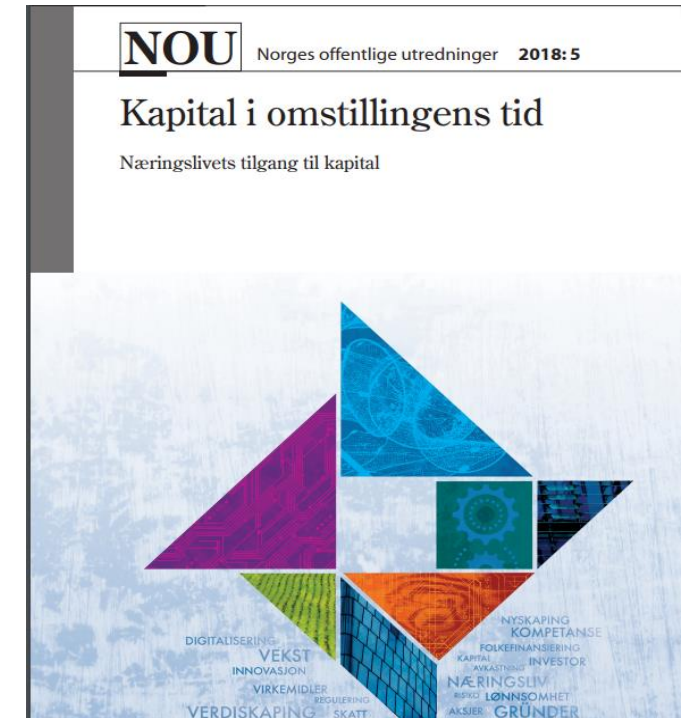 NOU Norges offentlige utredninger 2018: 5
Kapital i omstillingens tid
Næringslivets tilgang til kapital
NYSKAPING
KOMPETANSE
DIGITALISERING
FOLKEFINANSIERING
VEKST
KAPITAL
INVESTOR
AVKASTNING
INNOVASJON
NÆRINGSLIV
VIRKEMIDLER
RISIKO LØNNSOMHET
REGULERING
VERDISKAPING SKATT
AKSJER GRÜNDER